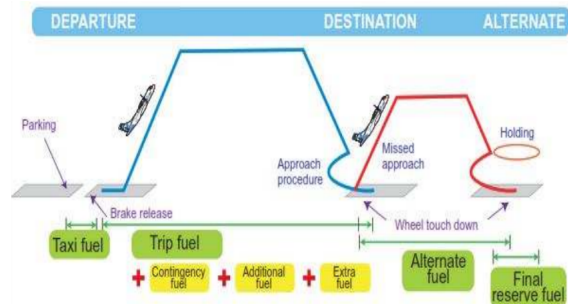 DEPARTURE DESTINATION ALTERNATE
Parking
Holding
Approach
procedure
Missed
approach
Brake release
Wheel touch down
Taxi fuel
Trip fuel
+ Contingency
fuel
+ Additional
fuel
+ Extra
fuel
Alternate
fuel
Final
reserve fuel